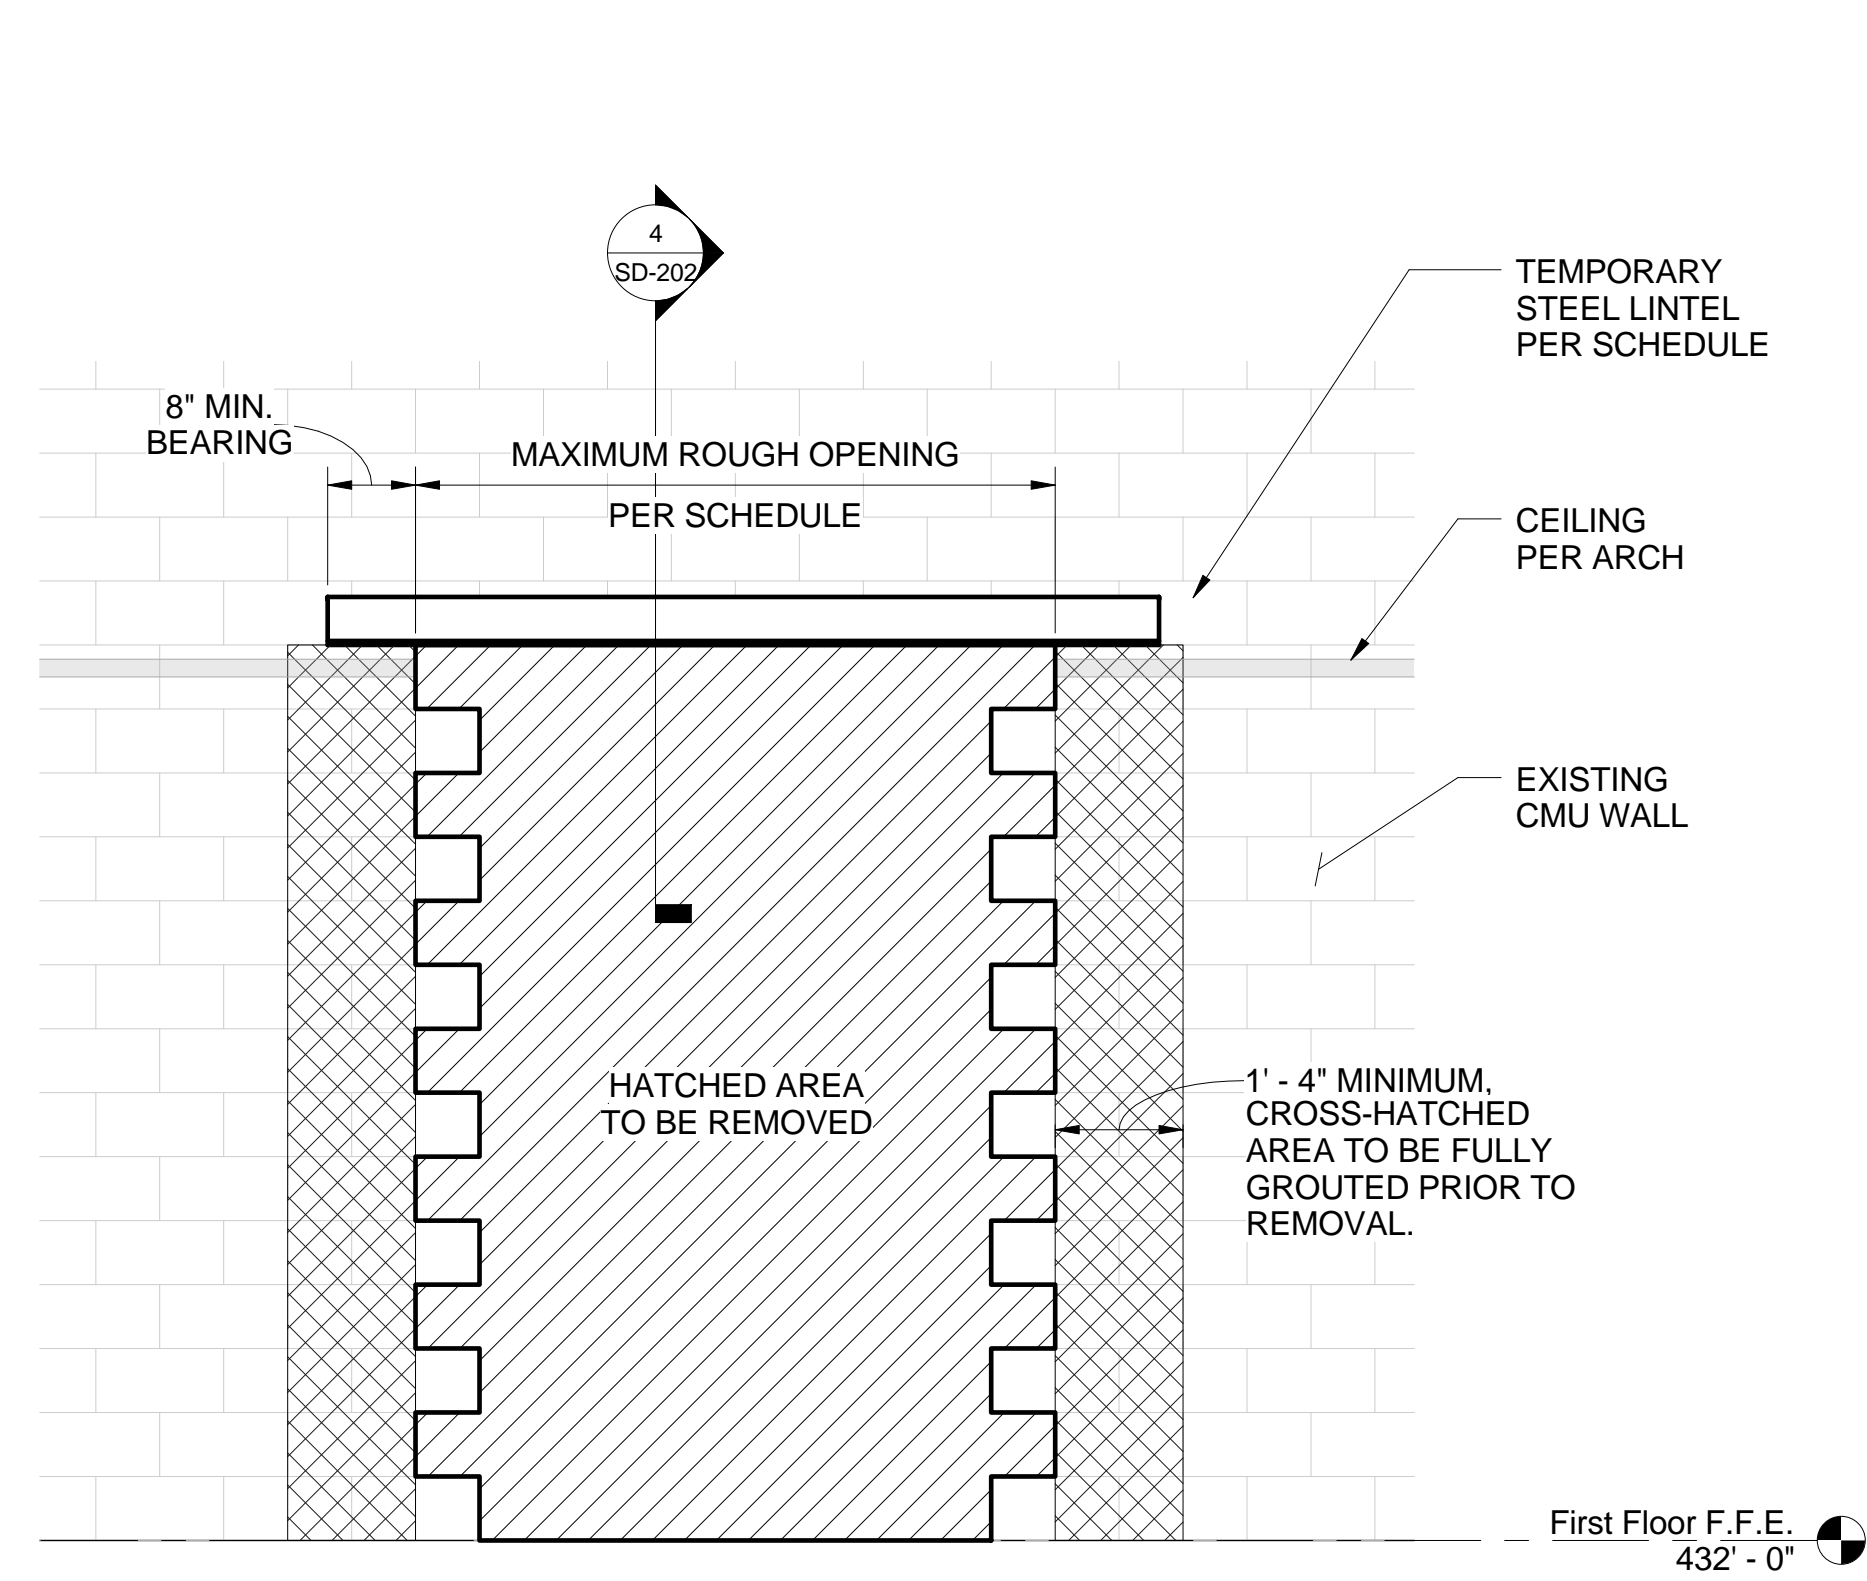 4
SD-202
TEMPORARY
STEEL LINTEL
PER SCHEDULE
8" MIN.
BEARING
MAXIMUM ROUGH OPENING
PER SCHEDULE
CEILING
PER ARCH
EXISTING
CMU WALL
HATCHED AREA
TO BE REMOVED
1' - 4" MINIMUM,
CROSS-HATCHED
AREA TO BE FULLY
GROUTED PRIOR TO
REMOVAL.
First Floor F.F.E.
432' - 0"